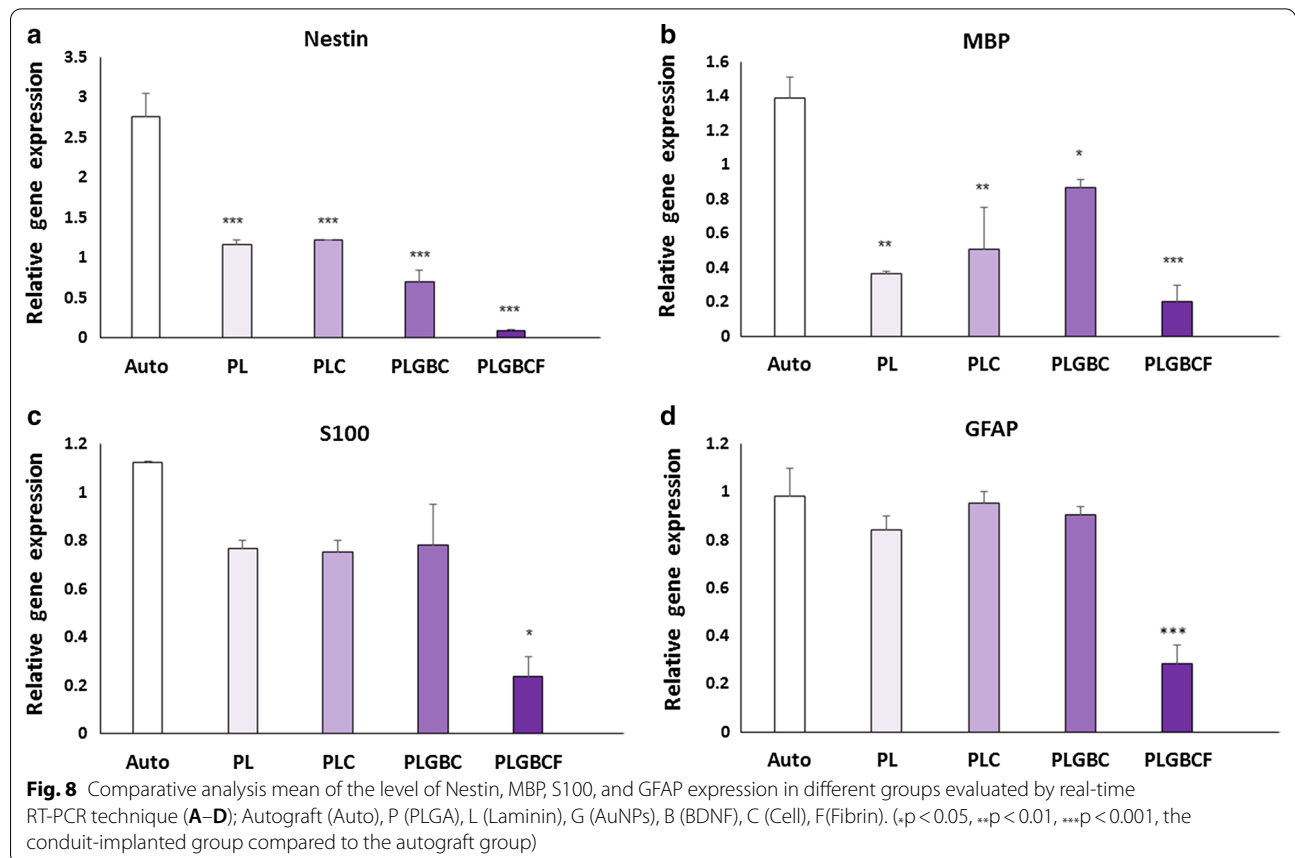 a
Nestin
Relative gene expression
3.5
3
2.5
2
1.5
1
0.5
0
***
***
***
***
Auto PL PLC PLGBC PLGBCF
b
MBP
Relative gene expression
1.6
1.4
1.2
1
0.8
0.6
0.4
0.2
0
**
**
*
***
Auto PL PLC PLGBC PLGBCF
c
S100
Relative gene expression
1.2
1
0.8
0.6
0.4
0.2
0
*
Auto PL PLC PLGBC PLGBCF
d
GFAP
Relative gene expression
1.2
1
0.8
0.6
0.4
0.2
0
***
Auto PL PLC PLGBC PLGBCF
Fig. 8 Comparative analysis mean of the level of Nestin, MBP, S100, and GFAP expression in different groups evaluated by real-time
RT-PCR technique (A–D); Autograft (Auto), P (PLGA), L (Laminin), G (AuNPs), B (BDNF), C (Cell), F(Fibrin). (*p < 0.05, **p < 0.01, ***p < 0.001, the
conduit-implanted group compared to the autograft group)